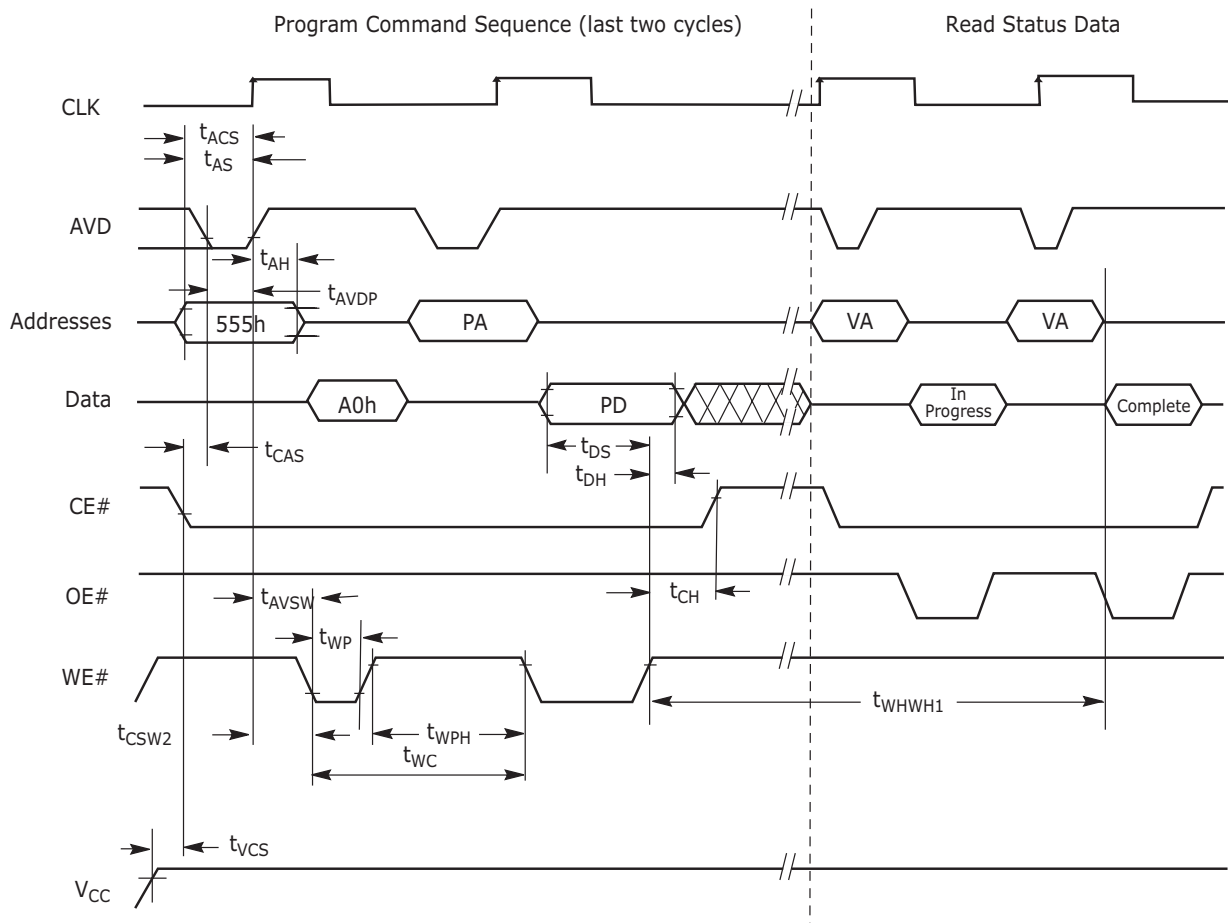 Program Command Sequence (last two cycles)
Read Status Data
CLK
tACS
tAS
AVD
tAH
tAVDP
Addresses
555h
PA
VA
VA
Data
A0h
PD
In
Progress
Complete
tCAS
tDS
tDH
CE#
OE#
tAVSW
tCH
tWP
WE#
tWHWH1
tCSW2
tWPH
tWC
tVCS
VCC